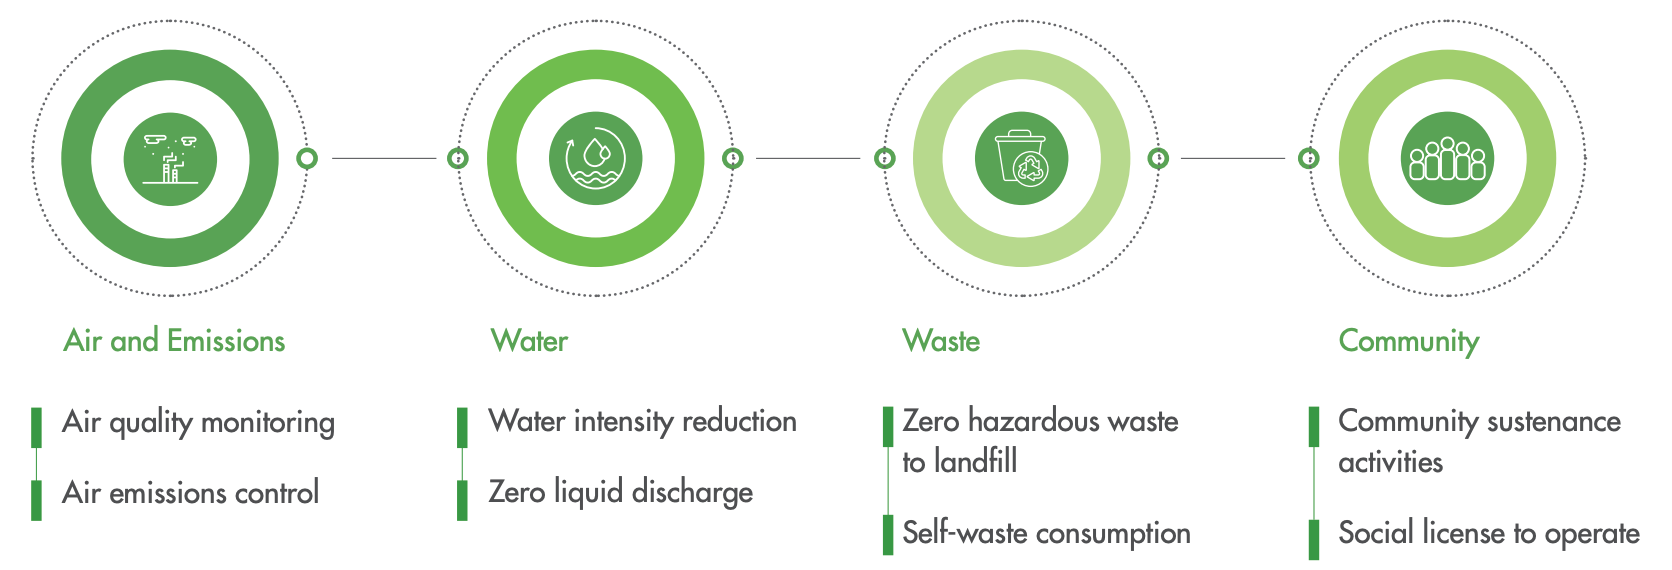 Air and Emissions
Air quality monitoring
Air emissions control
Water
Water intensity reduction
Zero liquid discharge
Waste
Zero hazardous waste
to landfill
Self-waste consumption
Community
Community sustenance
activities
Social license to operate